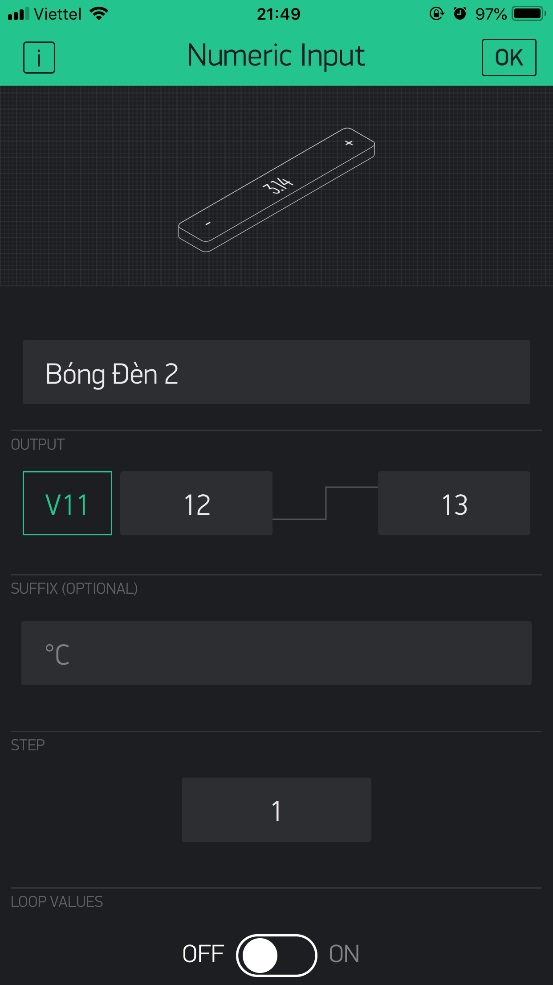 Viettel 21:49 97%
i Numeric Input OK
+
3.14
-
Bóng Đèn 2
OUTPUT
V11 12 13
SUFFIX (OPTIONAL)
°C
STEP
1
LOOP VALUES
OFF ON